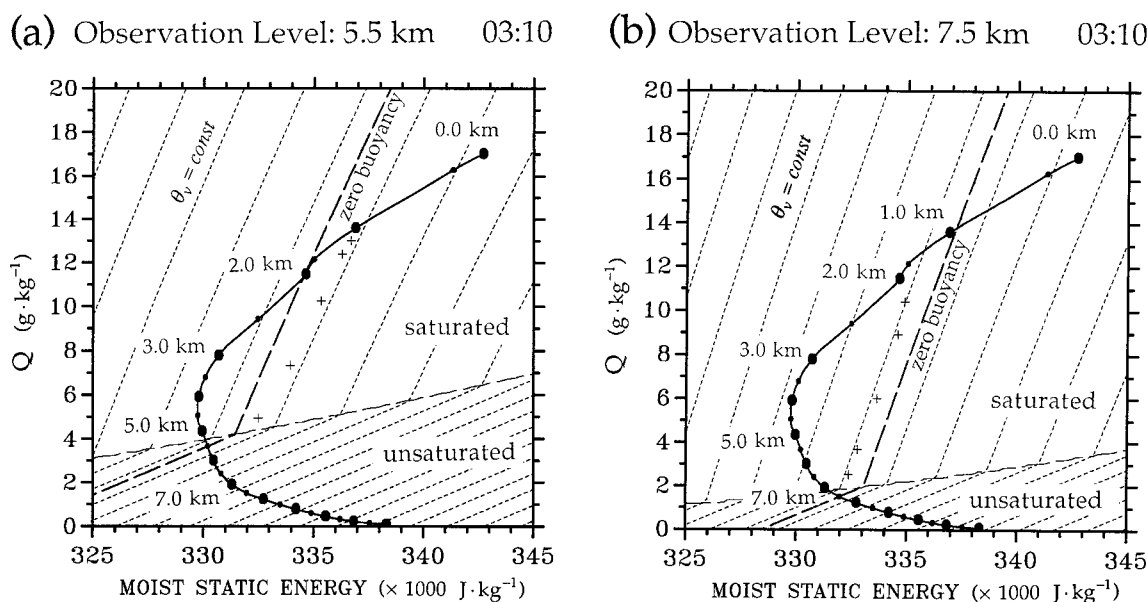 (a) Observation Level: 5.5 km 03:10
20
18
16
14
12
10
8
6
4
2
0
Q (g·kg⁻¹)
θᵥ = const
zero buoyancy
0.0 km
2.0 km
3.0 km
5.0 km
7.0 km
saturated
unsaturated
325 330 335 340 345
MOIST STATIC ENERGY (× 1000 J·kg⁻¹)
(b) Observation Level: 7.5 km 03:10
20
18
16
14
12
10
8
6
4
2
0
Q (g·kg⁻¹)
θᵥ = const
zero buoyancy
0.0 km
1.0 km
2.0 km
3.0 km
5.0 km
7.0 km
saturated
unsaturated
325 330 335 340 345
MOIST STATIC ENERGY (× 1000 J·kg⁻¹)